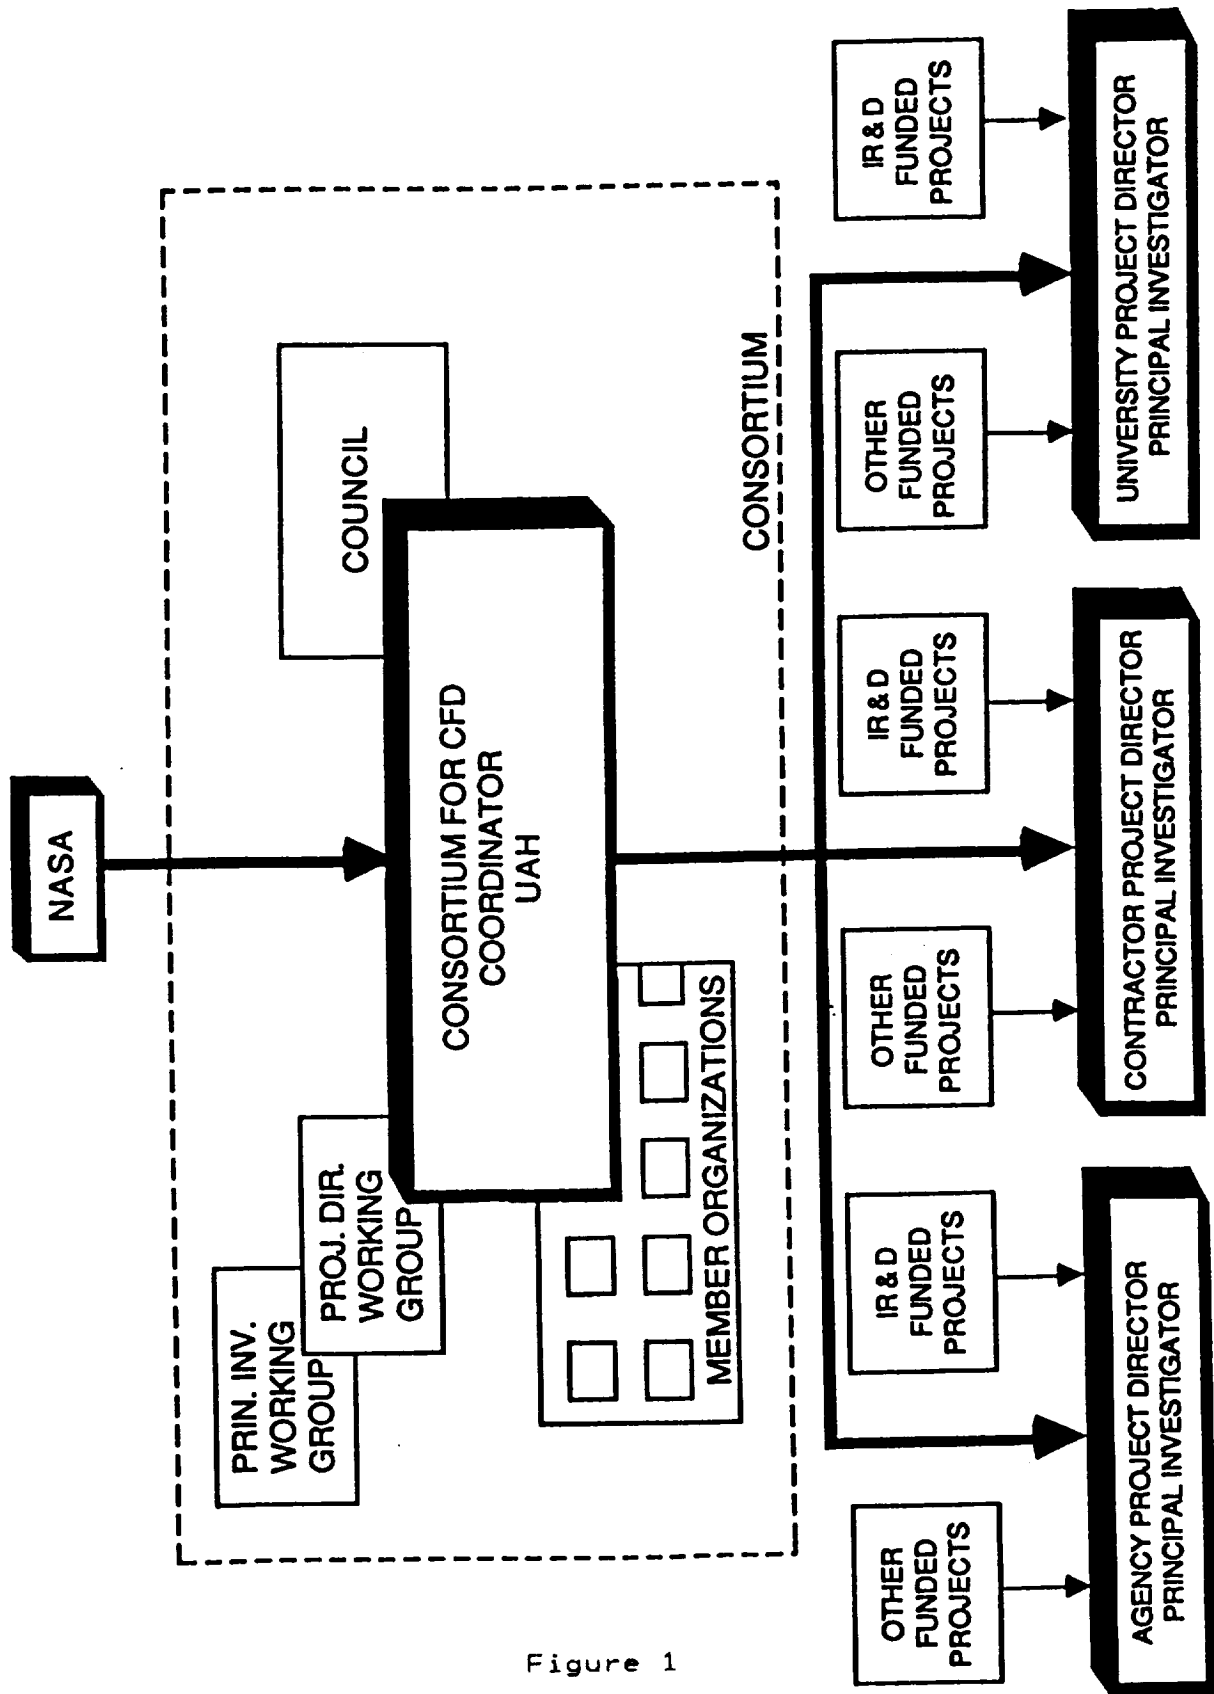 NASA
PRIN. INV.
WORKING
GROUP
PROJ. DIR.
WORKING
GROUP
COUNCIL
CONSORTIUM FOR CFD
COORDINATOR
UAH
MEMBER ORGANIZATIONS
CONSORTIUM
OTHER
FUNDED
PROJECTS
IR & D
FUNDED
PROJECTS
OTHER
FUNDED
PROJECTS
IR & D
FUNDED
PROJECTS
OTHER
FUNDED
PROJECTS
IR & D
FUNDED
PROJECTS
AGENCY PROJECT DIRECTOR
PRINCIPAL INVESTIGATOR
CONTRACTOR PROJECT DIRECTOR
PRINCIPAL INVESTIGATOR
UNIVERSITY PROJECT DIRECTOR
PRINCIPAL INVESTIGATOR
Figure 1